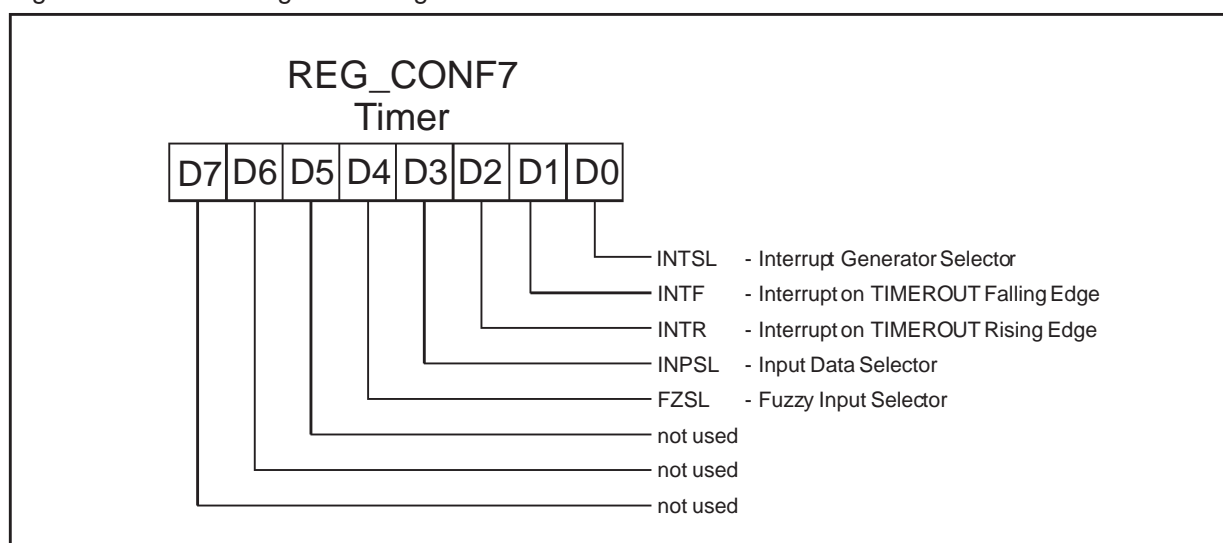 REG_CONF7
Timer
D7 D6 D5 D4 D3 D2 D1 D0
INTSL - Interrupt Generator Selector
INTF - Interrupt on TIMEROUT Falling Edge
INTR - Interrupt on TIMEROUT Rising Edge
INPSL - Input Data Selector
FZSL - Fuzzy Input Selector
not used
not used
not used